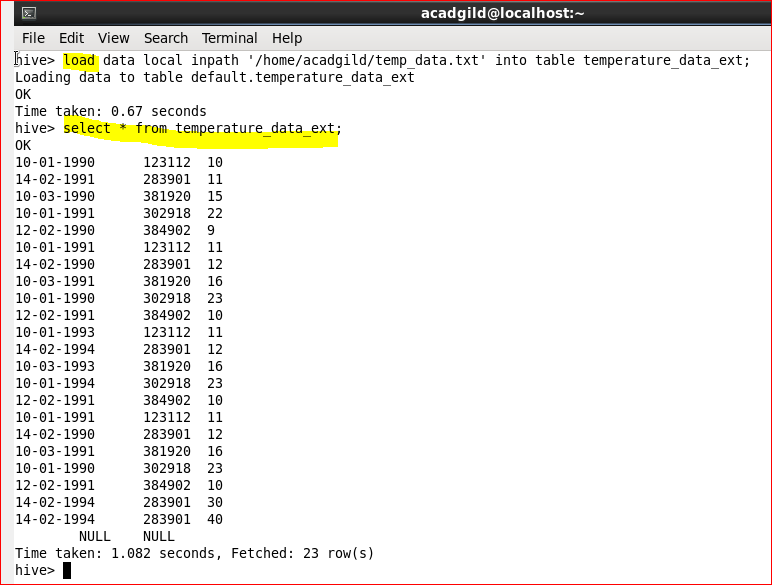 acadgild@localhost:~
File Edit View Search Terminal Help
hive> load data local inpath '/home/acadgild/temp_data.txt' into table temperature_data_ext;
Loading data to table default.temperature_data_ext
OK
Time taken: 0.67 seconds
hive> select * from temperature_data_ext;
OK
10-01-1990 123112 10
14-02-1991 283901 11
10-03-1990 381920 15
10-01-1991 302918 22
12-02-1990 384902 9
10-01-1991 123112 11
14-02-1990 283901 12
10-03-1991 381920 16
10-01-1990 302918 23
12-02-1991 384902 10
10-01-1993 123112 11
14-02-1994 283901 12
10-03-1993 381920 16
10-01-1994 302918 23
12-02-1991 384902 10
10-01-1991 123112 11
14-02-1990 283901 12
10-03-1991 381920 16
10-01-1990 302918 23
12-02-1991 384902 10
14-02-1994 283901 30
14-02-1994 283901 40
NULL NULL
Time taken: 1.082 seconds, Fetched: 23 row(s)
hive>